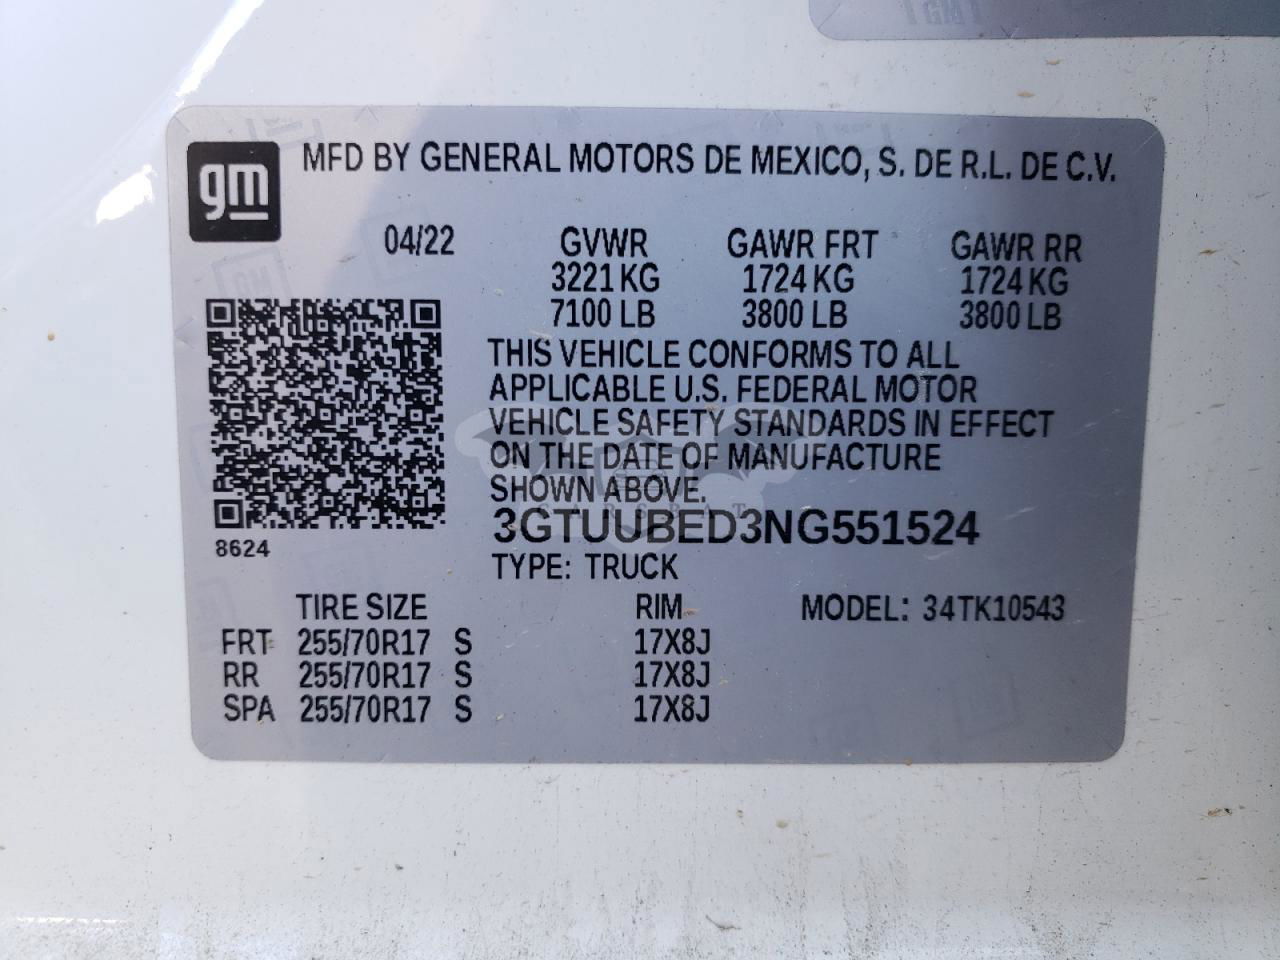 gm
MFD BY GENERAL MOTORS DE MEXICO, S. DE R.L. DE C.V.
04/22 GVWR GAWR FRT GAWR RR
3221 KG 1724 KG 1724 KG
7100 LB 3800 LB 3800 LB
THIS VEHICLE CONFORMS TO ALL
APPLICABLE U.S. FEDERAL MOTOR
VEHICLE SAFETY STANDARDS IN EFFECT
ON THE DATE OF MANUFACTURE
SHOWN ABOVE.
CARSBAT
3GTUUBED3NG551524
8624
TYPE: TRUCK
TIRE SIZE RIM MODEL: 34TK10543
FRT 255/70R17 S 17X8J
RR 255/70R17 S 17X8J
SPA 255/70R17 S 17X8J